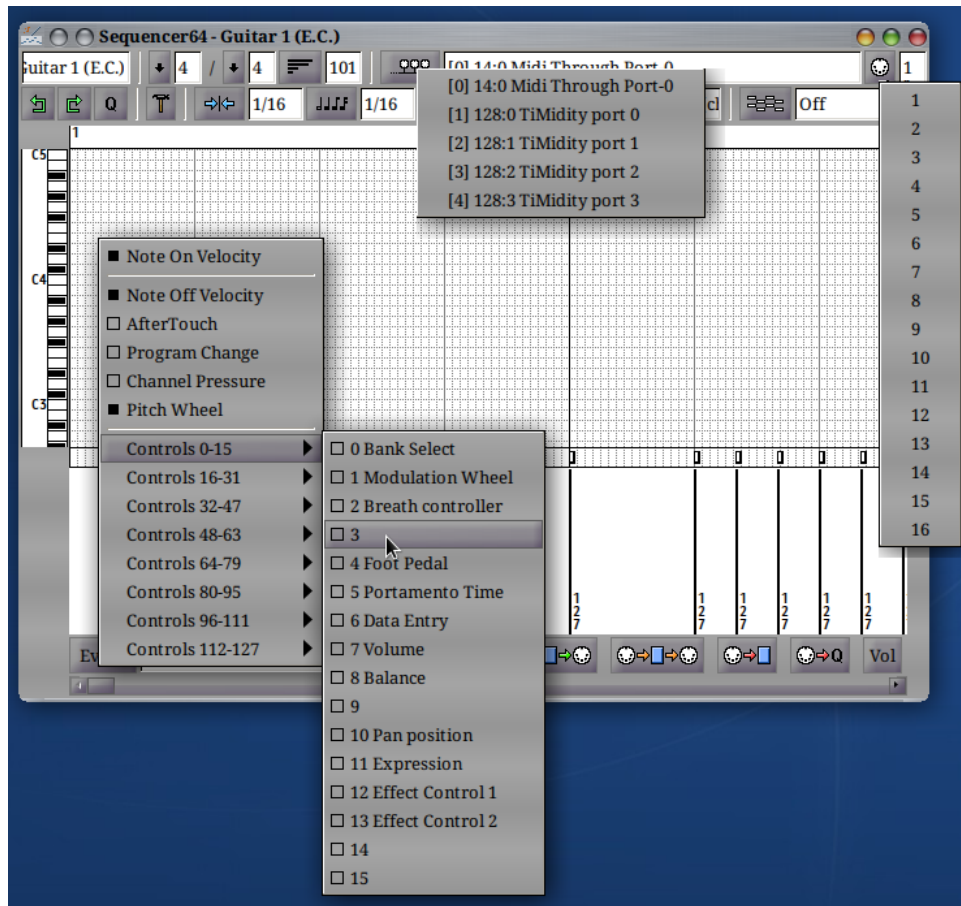 Sequencer64 - Guitar 1 (E.C.)
Guitar 1 (E.C.) 4 / 4 101 [0] 14:0 Midi Through Port-0 1
Q 1/16 1/16 cl Off
1
C5
C4
C3
[0] 14:0 Midi Through Port-0
[1] 128:0 TiMidity port 0
[2] 128:1 TiMidity port 1
[3] 128:2 TiMidity port 2
[4] 128:3 TiMidity port 3
1
2
3
4
5
6
7
8
9
10
11
12
13
14
15
16
Note On Velocity
Note Off Velocity
AfterTouch
Program Change
Channel Pressure
Pitch Wheel
Controls 0-15
Controls 16-31
Controls 32-47
Controls 48-63
Controls 64-79
Controls 80-95
Controls 96-111
Controls 112-127
0 Bank Select
1 Modulation Wheel
2 Breath controller
3
4 Foot Pedal
5 Portamento Time
6 Data Entry
7 Volume
8 Balance
9
10 Pan position
11 Expression
12 Effect Control 1
13 Effect Control 2
14
15
127 127 127 127 127 127
Ev Q Vol